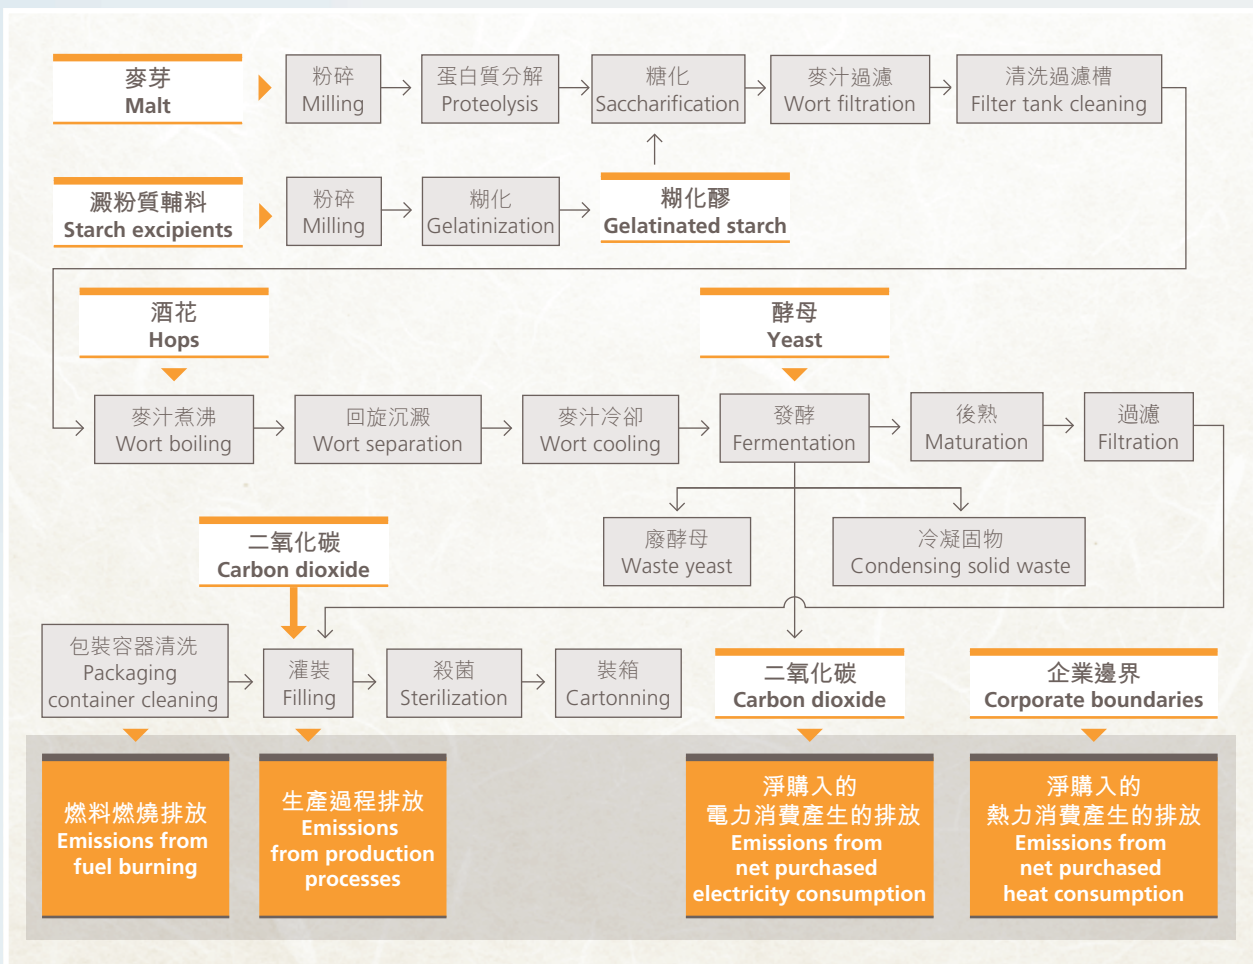 麥芽
Malt
粉碎
Milling
蛋白質分解
Proteolysis
糖化
Saccharification
麥汁過濾
Wort filtration
清洗過濾槽
Filter tank cleaning
澱粉質輔料
Starch excipients
粉碎
Milling
糊化
Gelatinization
糊化醪
Gelatinated starch
酒花
Hops
酵母
Yeast
麥汁煮沸
Wort boiling
回旋沉澱
Wort separation
麥汁冷卻
Wort cooling
發酵
Fermentation
後熟
Maturation
過濾
Filtration
廢酵母
Waste yeast
冷凝固物
Condensing solid waste
二氧化碳
Carbon dioxide
包裝容器清洗
Packaging
container cleaning
灌裝
Filling
殺菌
Sterilization
裝箱
Cartonning
二氧化碳
Carbon dioxide
企業邊界
Corporate boundaries
燃料燃燒排放
Emissions from
fuel burning
生產過程排放
Emissions
from production
processes
淨購入的
電力消費產生的排放
Emissions from
net purchased
electricity consumption
淨購入的
熱力消費產生的排放
Emissions from
net purchased
heat consumption